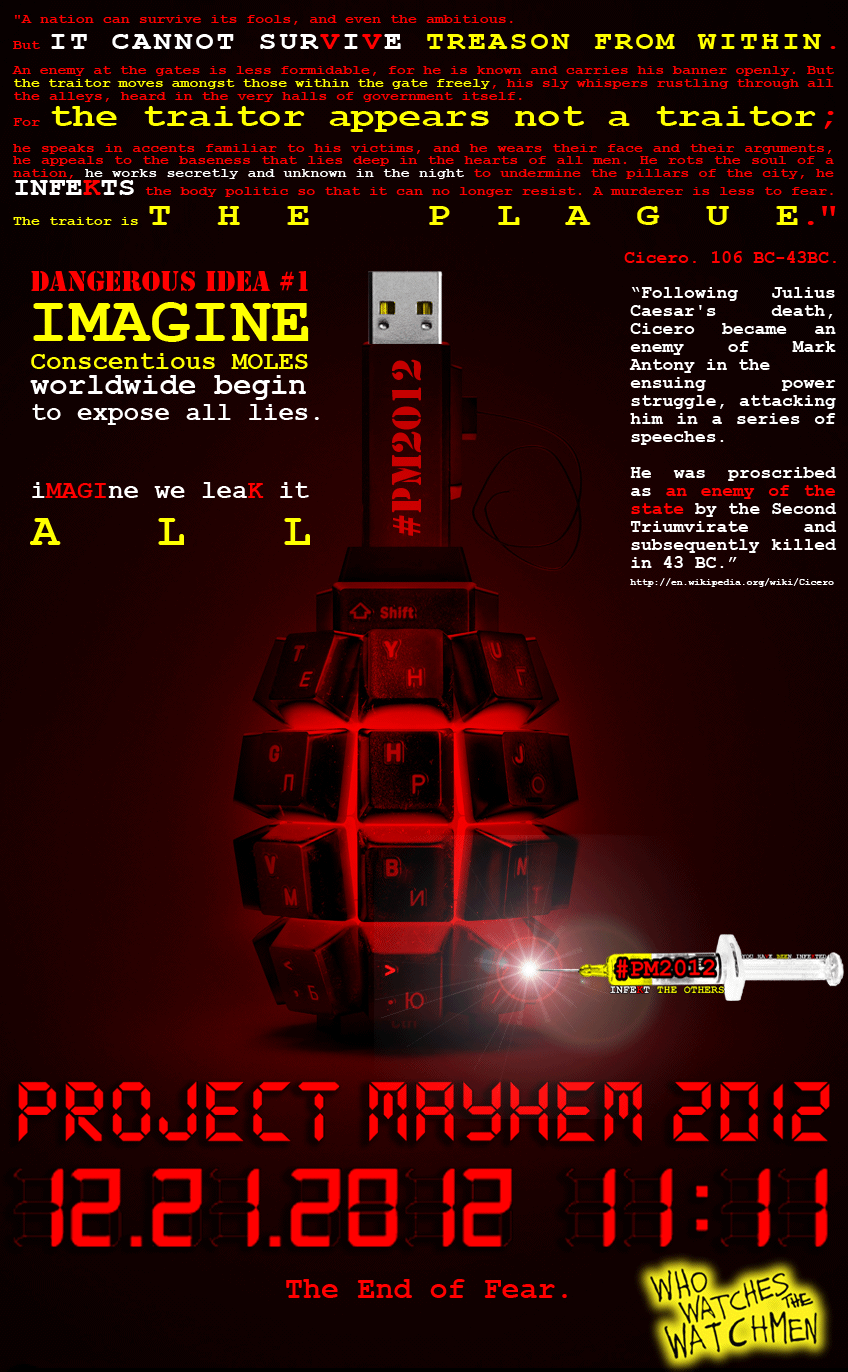 "A nation can survive its fools, and even the ambitious.
But IT CANNOT SURVIVE TREASON FROM WITHIN.
An enemy at the gates is less formidable, for he is known and carries his banner openly. But
the traitor moves amongst those within the gate freely, his sly whispers rustling through all
the alleys, heard in the very halls of government itself.
For the traitor appears not a traitor;
he speaks in accents familiar to his victims, and he wears their face and their arguments,
he appeals to the baseness that lies deep in the hearts of all men. He rots the soul of a
nation, he works secretly and unknown in the night to undermine the pillars of the city, he
INFEKTS the body politic so that it can no longer resist. A murderer is less to fear.
The traitor is T H E P L A G U E."
Cicero. 106 BC-43BC.
DANGEROUS IDEA #1
IMAGINE
Conscentious MOLES
worldwide begin
to expose all lies.
iMAGIne we leaK it
A L L
“Following Julius
Caesar's death,
Cicero became an
enemy of Mark
Antony in the
ensuing power
struggle, attacking
him in a series of
speeches.
He was proscribed
as an enemy of the
state by the Second
Triumvirate and
subsequently killed
in 43 BC.”
http://en.wikipedia.org/wiki/Cicero
#PM2012
Shift
T Y U
Е Н Г
G H J
П Р О
V B N
М И Т
< >
Б Ю
#PM2012
YOU HAVE BEEN INFEKTED
INFEKT THE OTHERS
PROJECT MAYHEM 2012
12.21.2012 11:11
The End of Fear.
WHO
WATCHES
THE
WATCHMEN